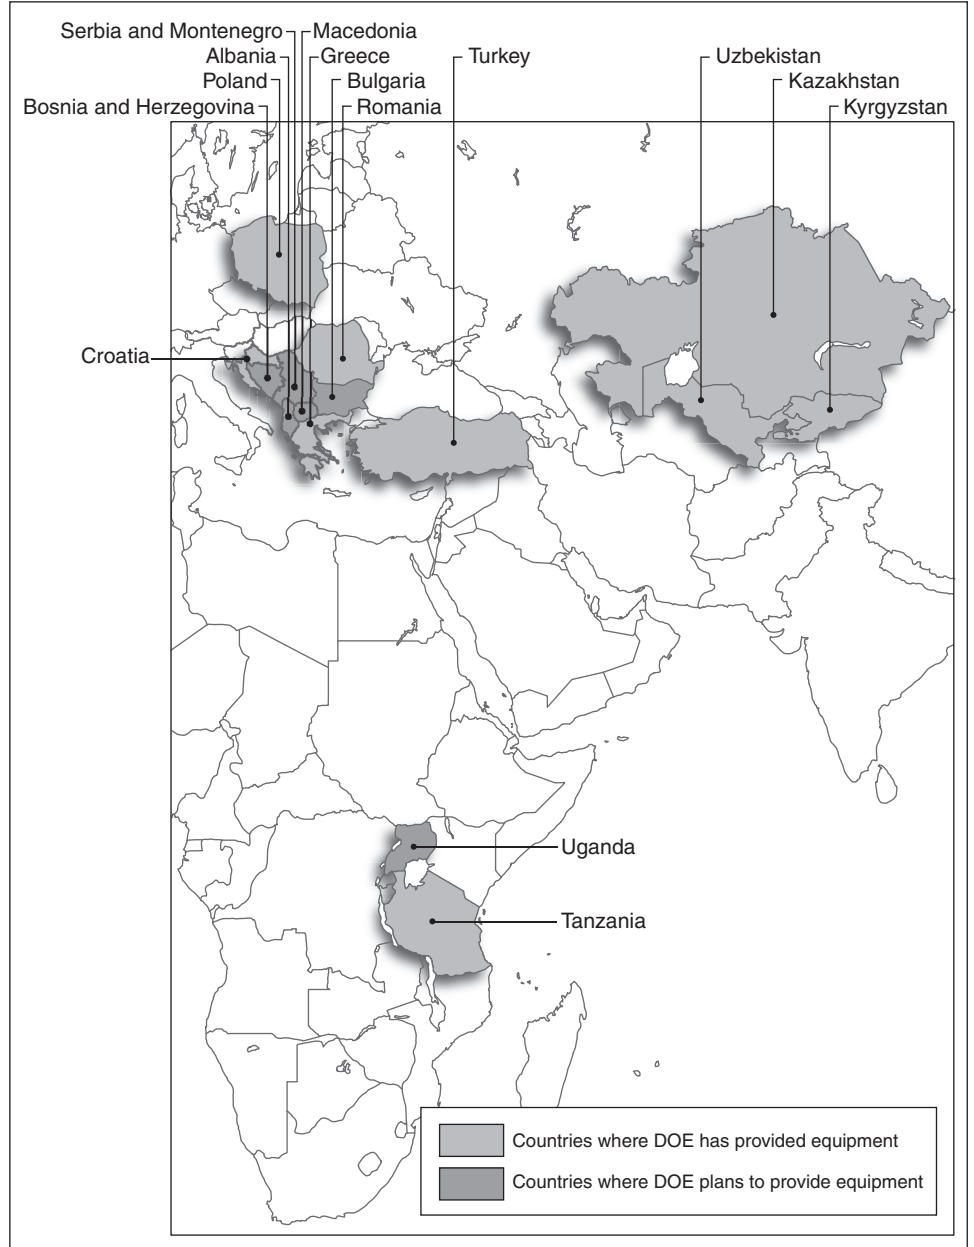 Serbia and Montenegro
Macedonia
Albania
Greece
Turkey
Uzbekistan
Poland
Bulgaria
Kazakhstan
Bosnia and Herzegovina
Romania
Kyrgyzstan
Croatia
Uganda
Tanzania
Countries where DOE has provided equipment
Countries where DOE plans to provide equipment